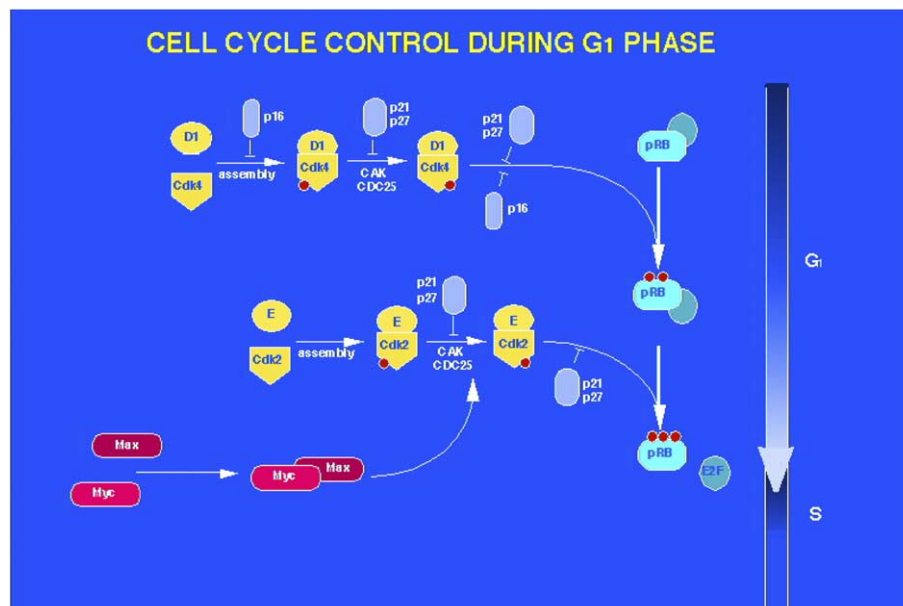 CELL CYCLE CONTROL DURING G1 PHASE
D1
Cdk4
p16
assembly
D1
Cdk4
p21
p27
CAK
CDC25
D1
Cdk4
p21
p27
p16
pRB
G1
pRB
E
Cdk2
assembly
E
Cdk2
p21
p27
CAK
CDC25
E
Cdk2
p21
p27
pRB
E2F
Max
Myc
Myc
Max
S